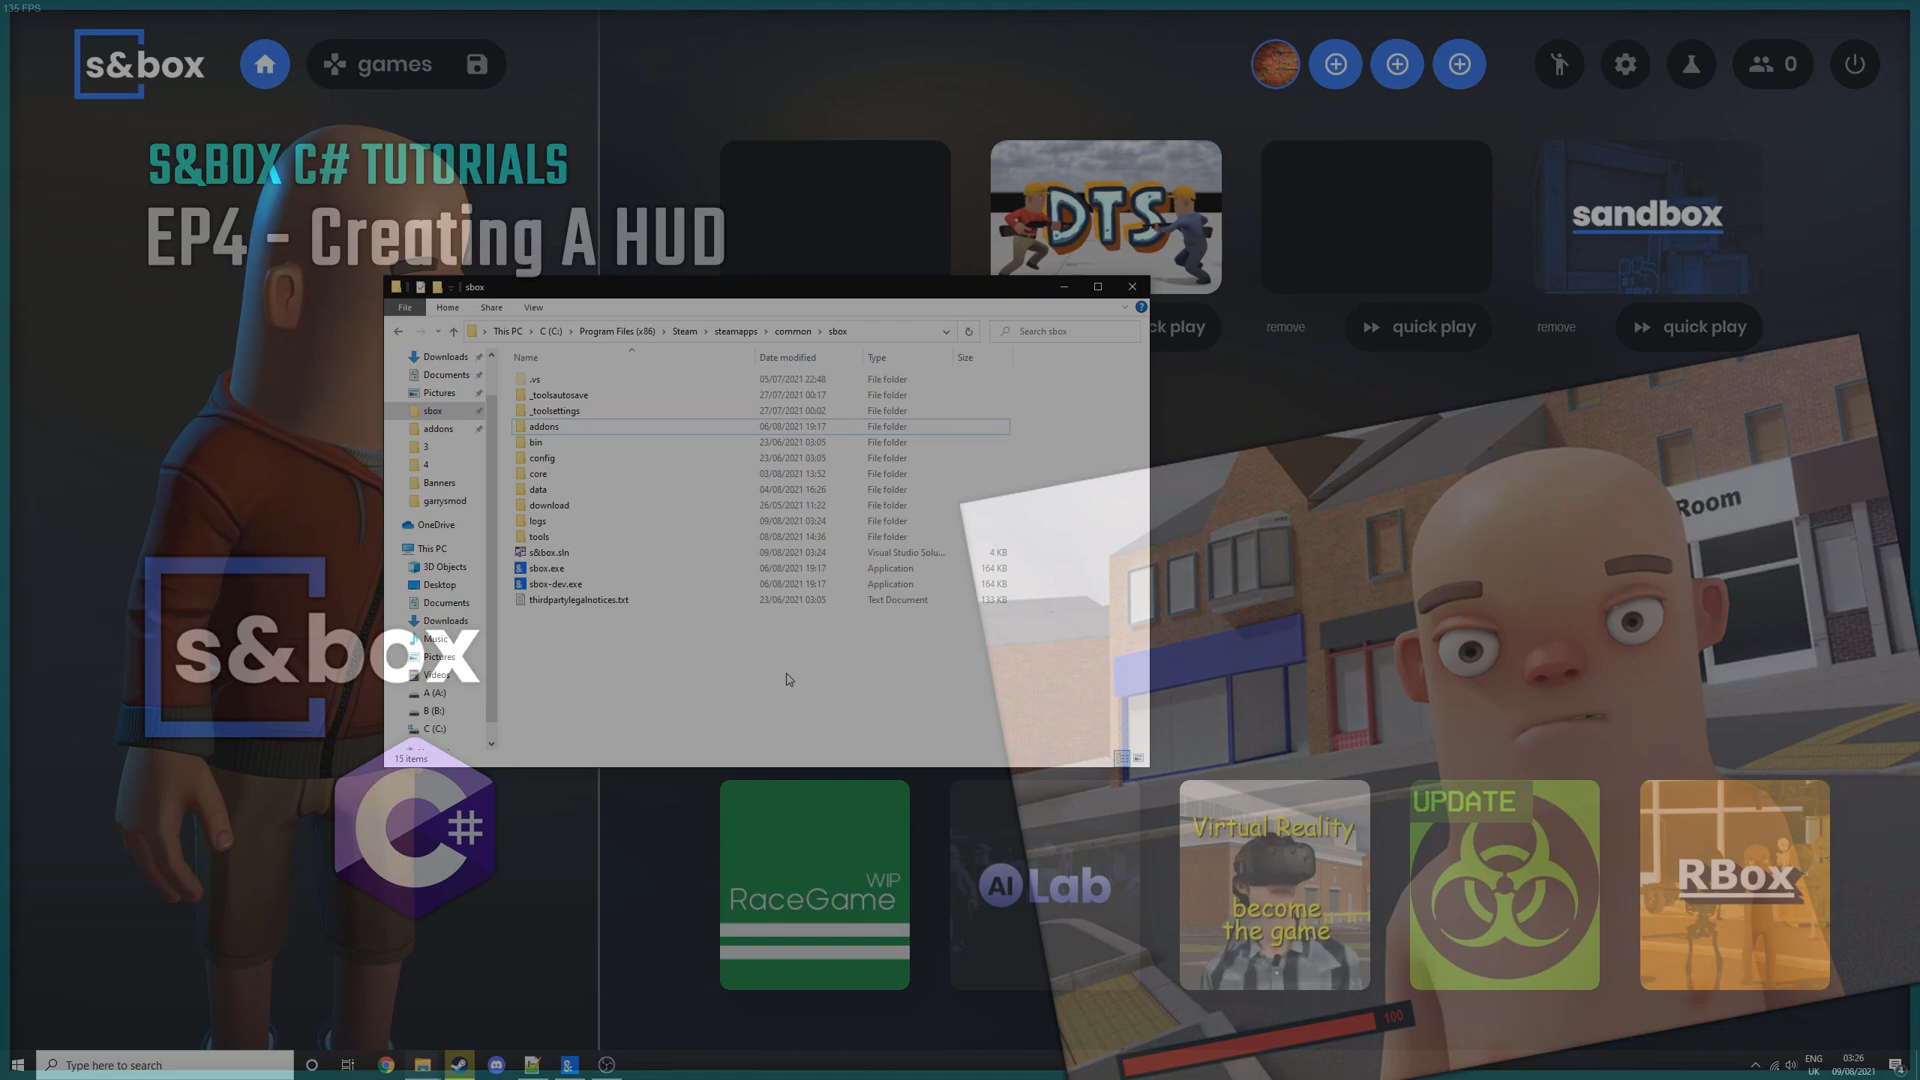 135 FPS
s&box
games
0
S&BOX C# TUTORIALS
EP4 - Creating A HUD
DTS
sandbox
ck play
remove
quick play
remove
quick play
sbox
File
Home
Share
View
This PC
C (C:)
Program Files (x86)
Steam
steamapps
common
sbox
Search sbox
Name
Date modified
Type
Size
Downloads
Documents
Pictures
sbox
addons
3
4
Banners
garrysmod
OneDrive
This PC
3D Objects
Desktop
Documents
Downloads
Music
Pictures
Videos
A (A:)
B (B:)
C (C:)
.vs 05/07/2021 22:48 File folder
_toolsautosave 27/07/2021 00:17 File folder
_toolsettings 27/07/2021 00:02 File folder
addons 06/08/2021 19:17 File folder
bin 23/06/2021 03:05 File folder
config 23/06/2021 03:05 File folder
core 03/08/2021 13:52 File folder
data 04/08/2021 16:26 File folder
download 26/05/2021 11:22 File folder
logs 09/08/2021 03:24 File folder
tools 08/08/2021 14:36 File folder
s&box.sln 09/08/2021 03:24 Visual Studio Solu... 4 KB
sbox.exe 06/08/2021 19:17 Application 164 KB
sbox-dev.exe 06/08/2021 19:17 Application 164 KB
thirdpartylegalnotices.txt 23/06/2021 03:05 Text Document 133 KB
15 items
s&box
C#
Room
WIP
RaceGame
AI Lab
Virtual Reality
become
the game
UPDATE
RBox
100
Type here to search
ENG
UK
03:26
09/08/2021
4